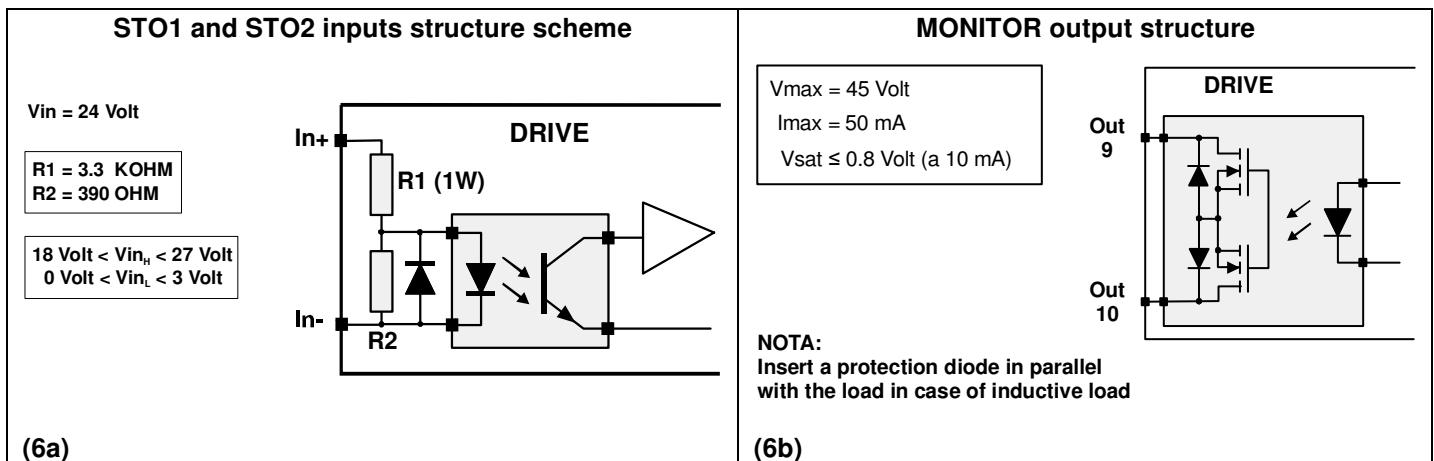 STO1 and STO2 inputs structure scheme
Vin = 24 Volt
R1 = 3.3 KOHM
R2 = 390 OHM
18 Volt < VinH < 27 Volt
0 Volt < VinL < 3 Volt
In+
DRIVE
R1 (1W)
In-
R2
(6a)
MONITOR output structure
Vmax = 45 Volt
Imax = 50 mA
Vsat ≤ 0.8 Volt (a 10 mA)
DRIVE
Out
9
Out
10
NOTA:
Insert a protection diode in parallel
with the load in case of inductive load
(6b)